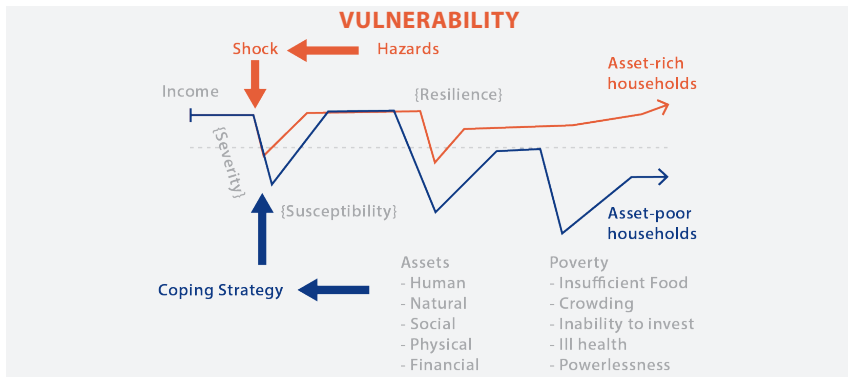 VULNERABILITY
Shock
Hazards
Asset-rich
households
Income
{Resilience}
{Severity}
{Susceptibility}
Asset-poor
households
Coping Strategy
Assets
- Human
- Natural
- Social
- Physical
- Financial
Poverty
- Insufficient Food
- Crowding
- Inability to invest
- Ill health
- Powerlessness